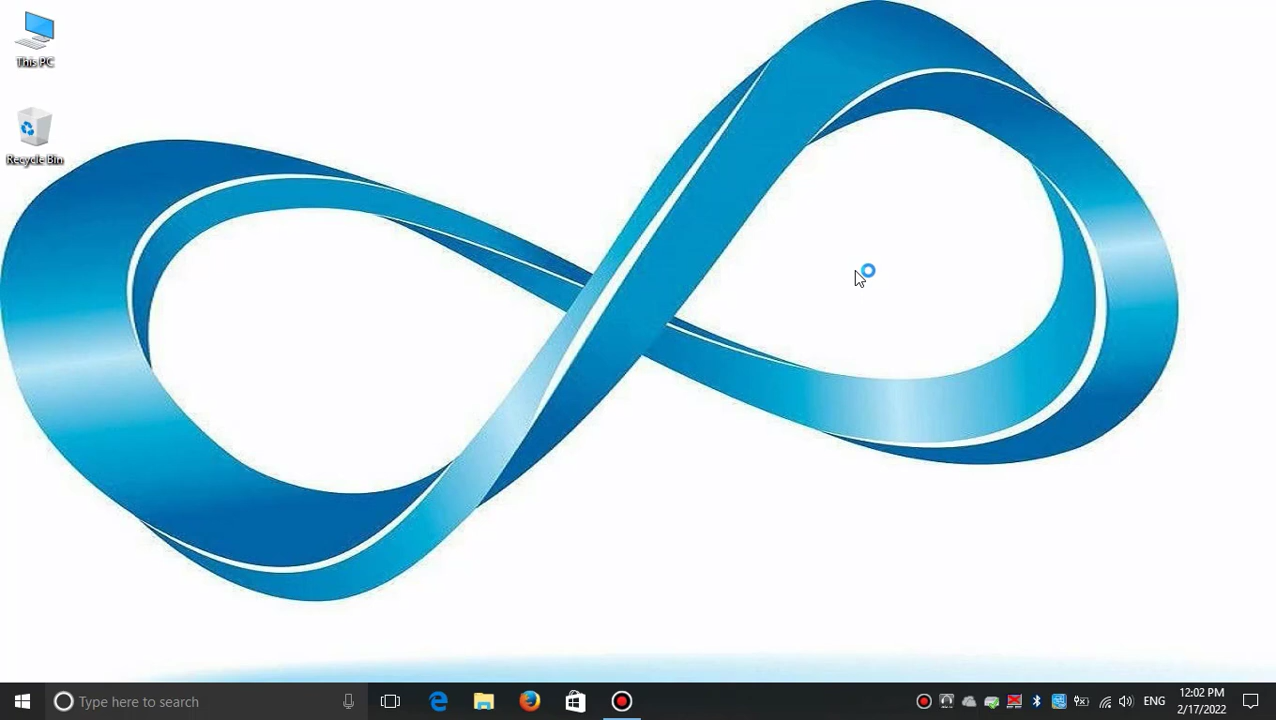 This PC
Recycle Bin
Type here to search
ENG
12:02 PM
2/17/2022